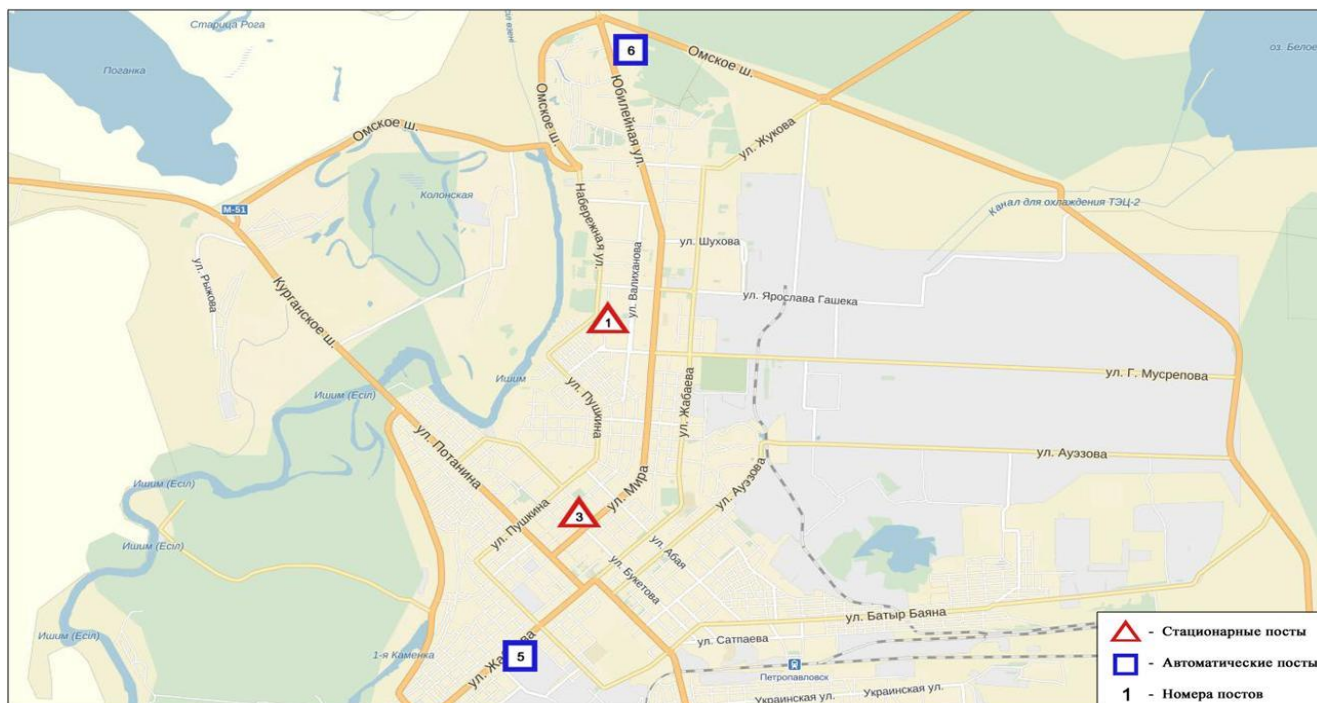 Старица Рога
Поганка
6
Омское ш.
оз. Белое
Юбилейная ул.
Омское ш.
Омское ш.
ул. Жукова
Колонская
М-51
Набережная ул.
Канал для охлаждения ТЭЦ-2
ул. Рыжова
ул. Шухова
ул. Валиханова
Курганское ш.
ул. Ярослава Гашека
1
Ишим
ул. Г. Мусрепова
Ишим (Есіл)
ул. Пушкина
ул. Жабаева
ул. Потанина
ул. Ауэзова
Ишим (Есіл)
ул. Мира
ул. Ауэзова
ул. Пушкина
3
Ишим (Есіл)
ул. Абая
ул. Букетова
ул. Батыр Баяна
Ишим (Есіл)
ул. Сатпаева
1-я Каменка
5
Петропавловск
Украинская ул.
Украинская ул.
- Стационарные посты
- Автоматические посты
1 - Номера постов